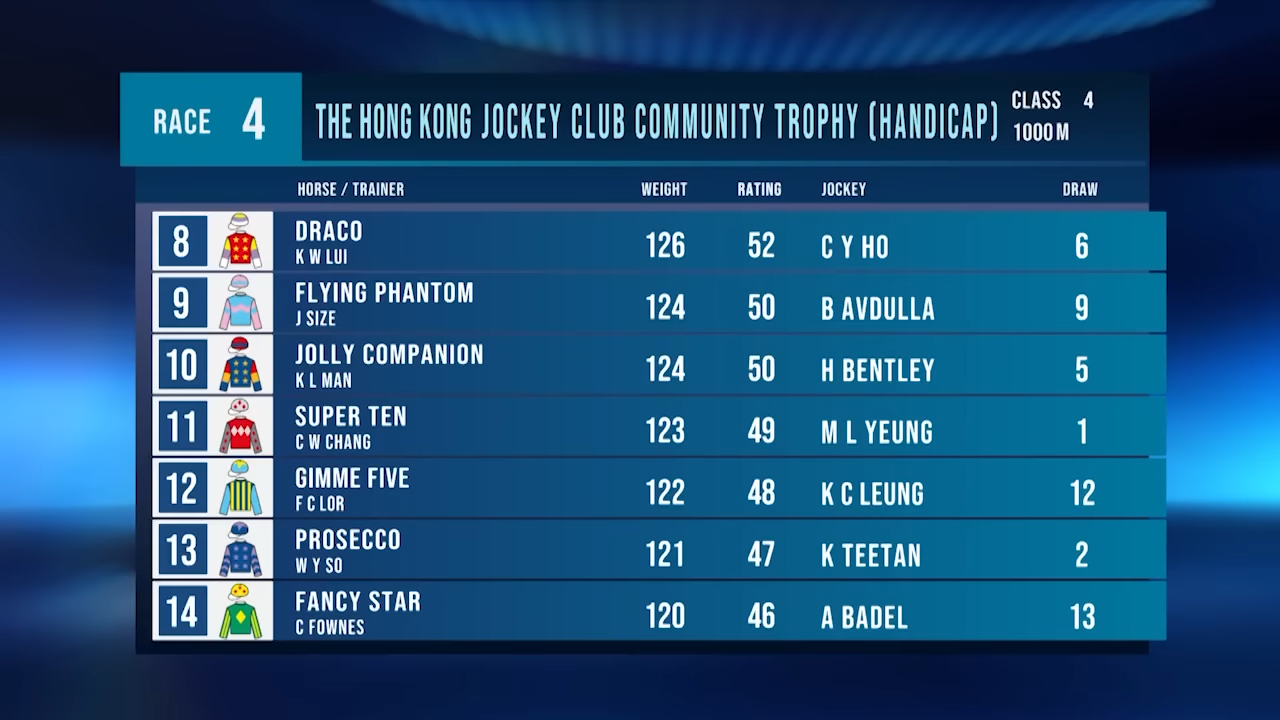 RACE 4
THE HONG KONG JOCKEY CLUB COMMUNITY TROPHY (HANDICAP)
CLASS 4
1000 M
HORSE / TRAINER WEIGHT RATING JOCKEY DRAW
8 DRACO 126 52 C Y HO 6
K W LUI
9 FLYING PHANTOM 124 50 B AVDULLA 9
J SIZE
10 JOLLY COMPANION 124 50 H BENTLEY 5
K L MAN
11 SUPER TEN 123 49 M L YEUNG 1
C W CHANG
12 GIMME FIVE 122 48 K C LEUNG 12
F C LOR
13 PROSECCO 121 47 K TEETAN 2
W Y SO
14 FANCY STAR 120 46 A BADEL 13
C FOWNES